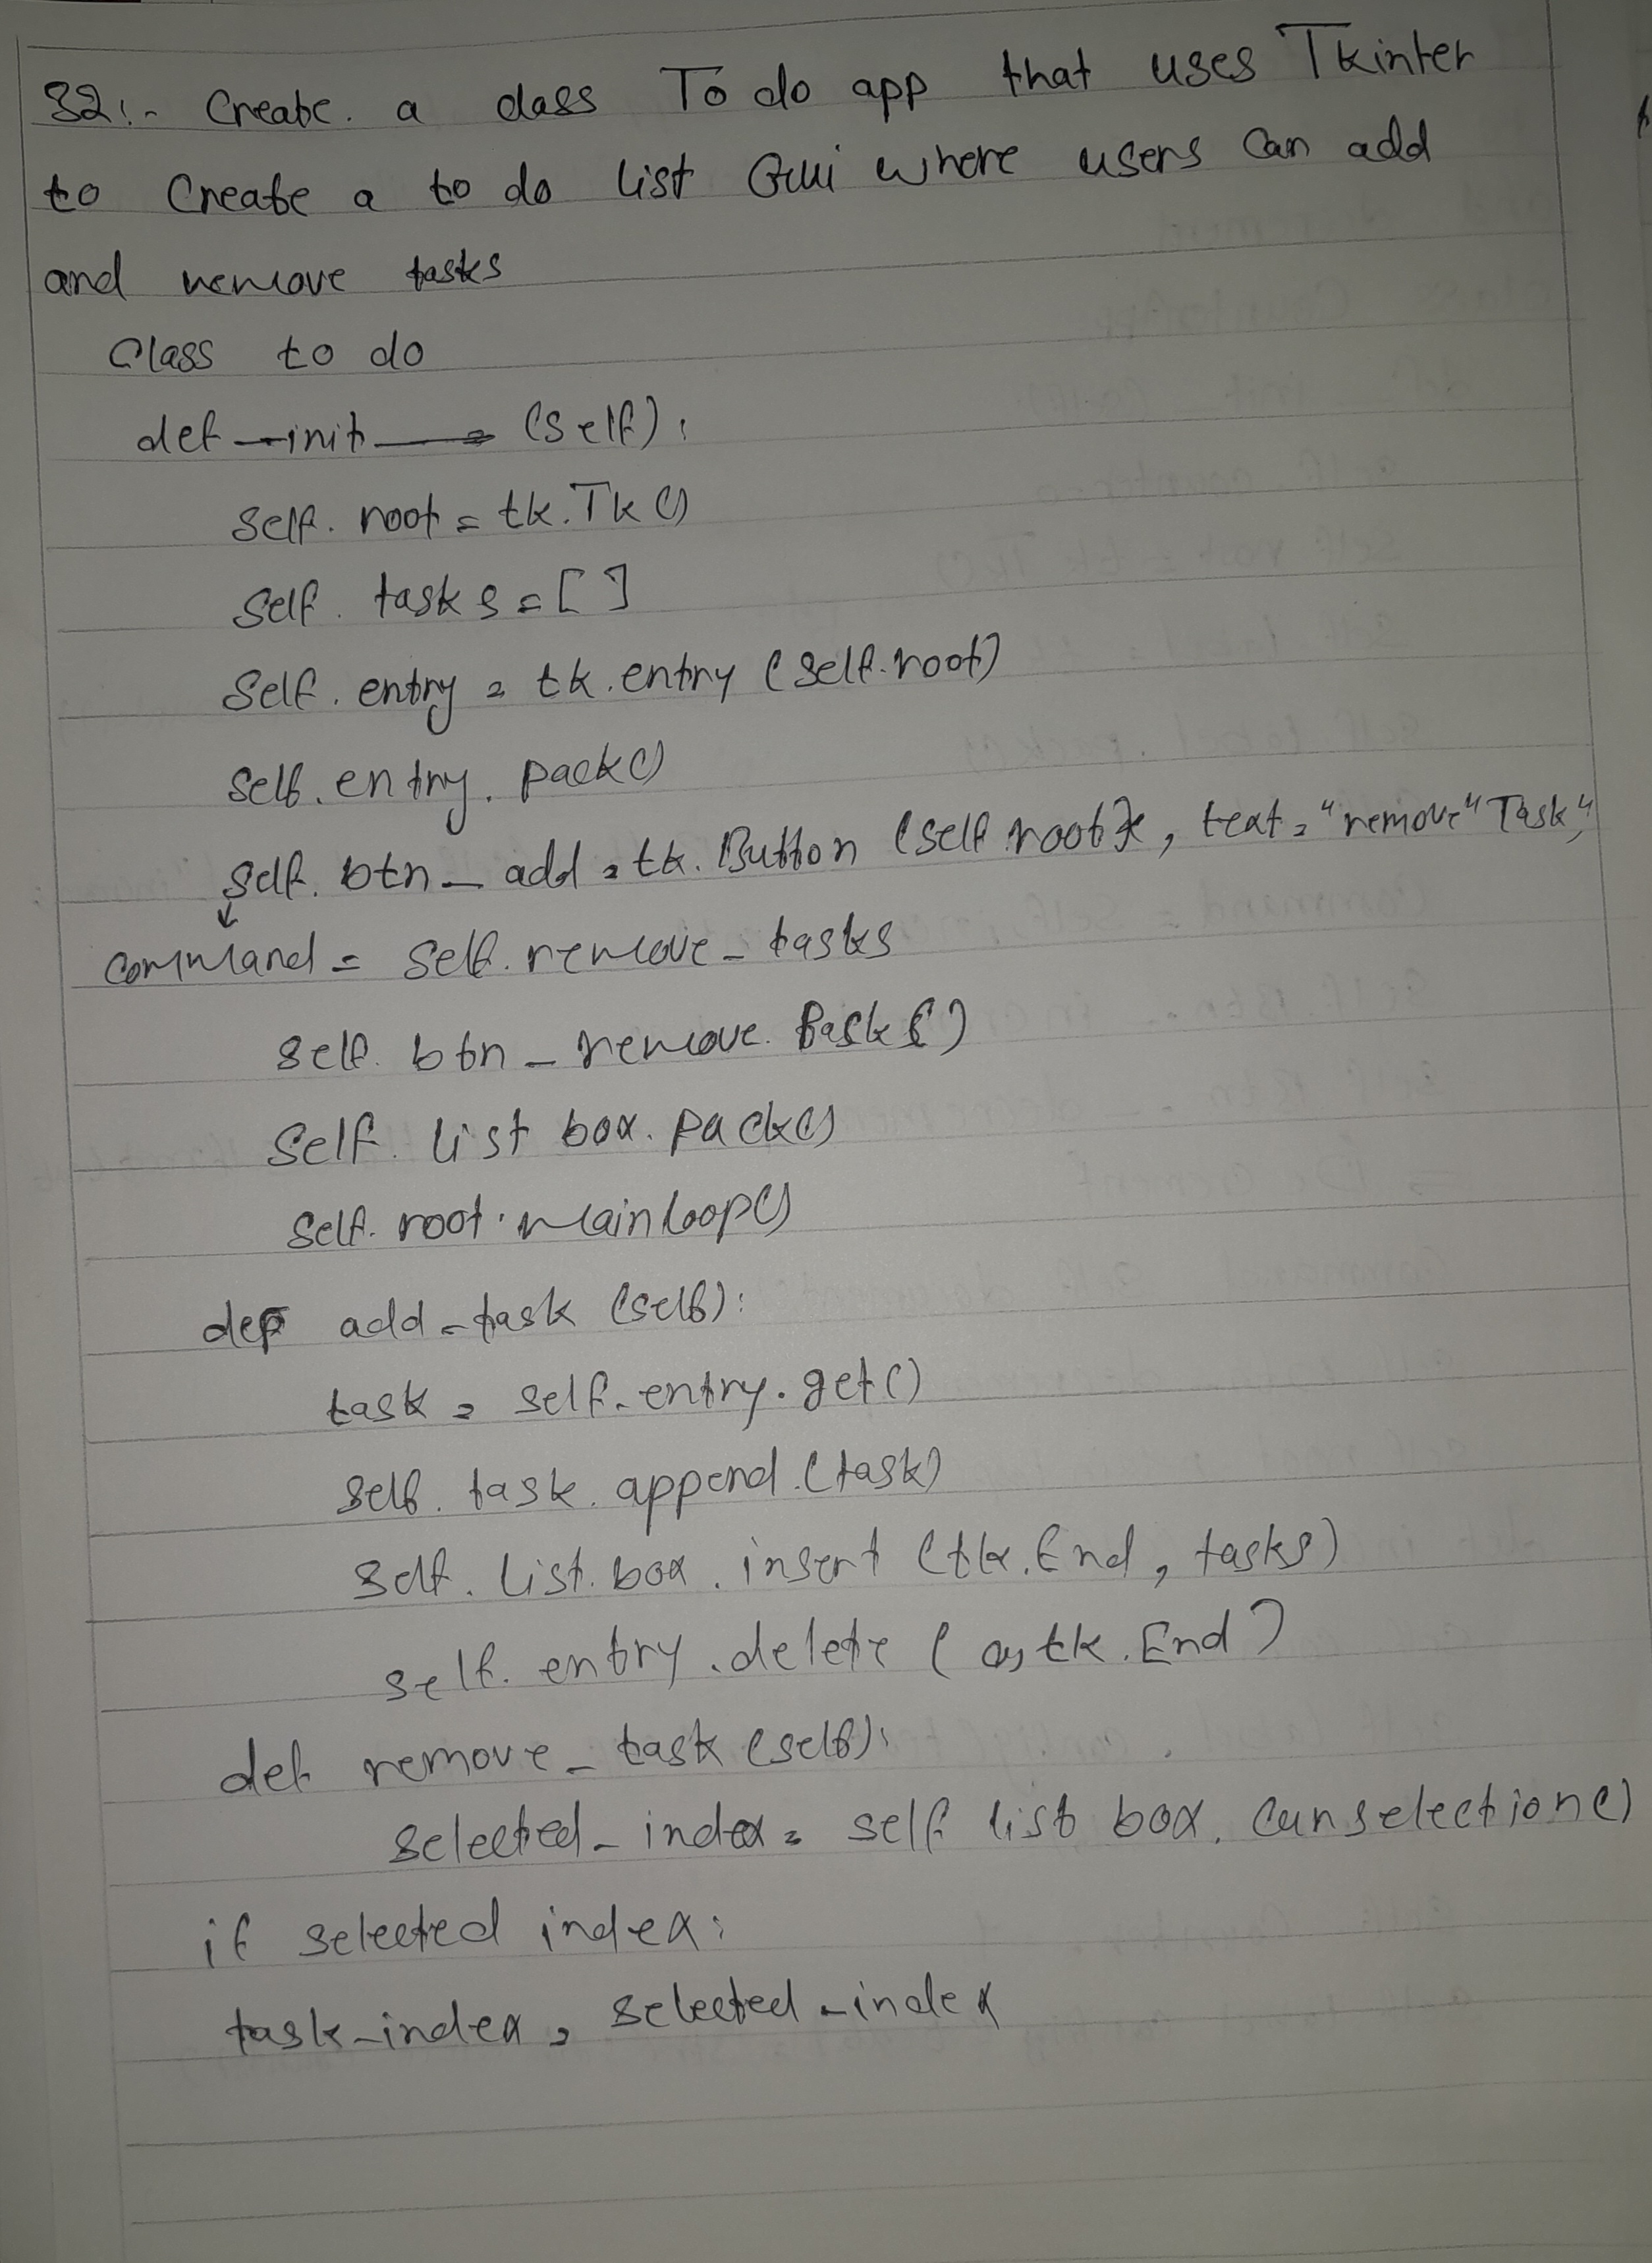 32:- Create. a class To do app that uses Tkinter
to Create a to do list Gui where users can add
and remove tasks
Class to do
def __init__ (self):
self. root = tk.Tk()
self. tasks = []
self. entry = tk.entry (self.root)
self. entry. pack()
self. btn_ add = tk. Button (self root), text = "remove" Task",
command = self. remove_ tasks
self. btn_ remove.
self. list box. pack()
self. root. mainloop()
def add_task (self):
task = self. entry. get()
self. task. append. (task)
self. list. box. insert (tk. End, tasks)
self. entry. delete ( tk. End)
def remove_ task (self):
selected_ index = self list box. Curselection()
if selected index:
task_index = selected_index